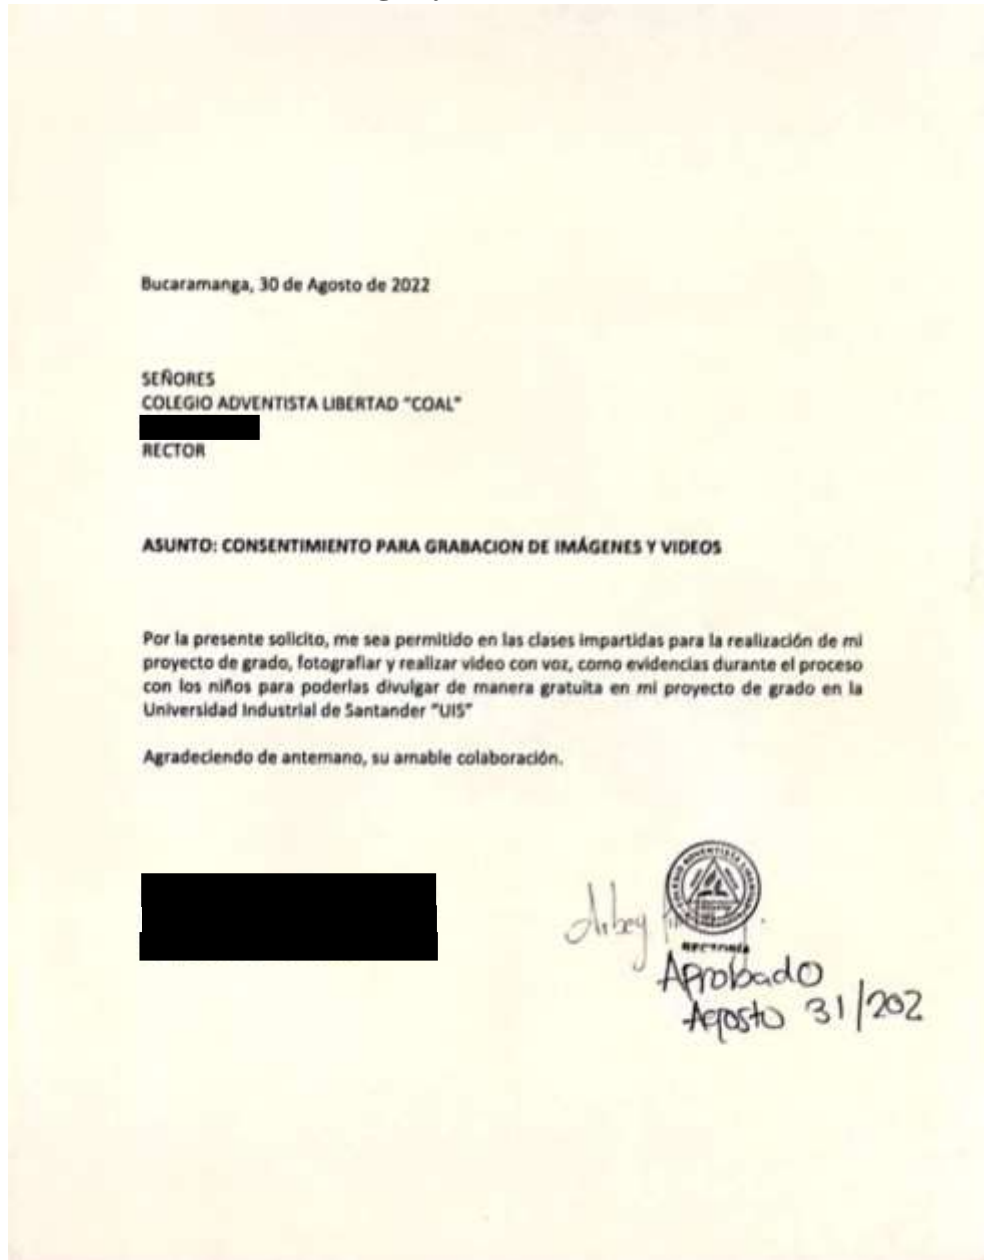 Bucaramanga, 30 de Agosto de 2022
SEÑORES
COLEGIO ADVENTISTA LIBERTAD "COAL"
RECTOR
ASUNTO: CONSENTIMIENTO PARA GRABACION DE IMÁGENES Y VIDEOS
Por la presente solicito, me sea permitido en las clases impartidas para la realización de mi
proyecto de grado, fotografiar y realizar video con voz, como evidencias durante el proceso
con los niños para poderlas divulgar de manera gratuita en mi proyecto de grado en la
Universidad Industrial de Santander "UIS"
Agradeciendo de antemano, su amable colaboración.
COLEGIO ADVENTISTA LIBERTAD
Arbey
RECTORIA
Aprobado
Agosto 31/202